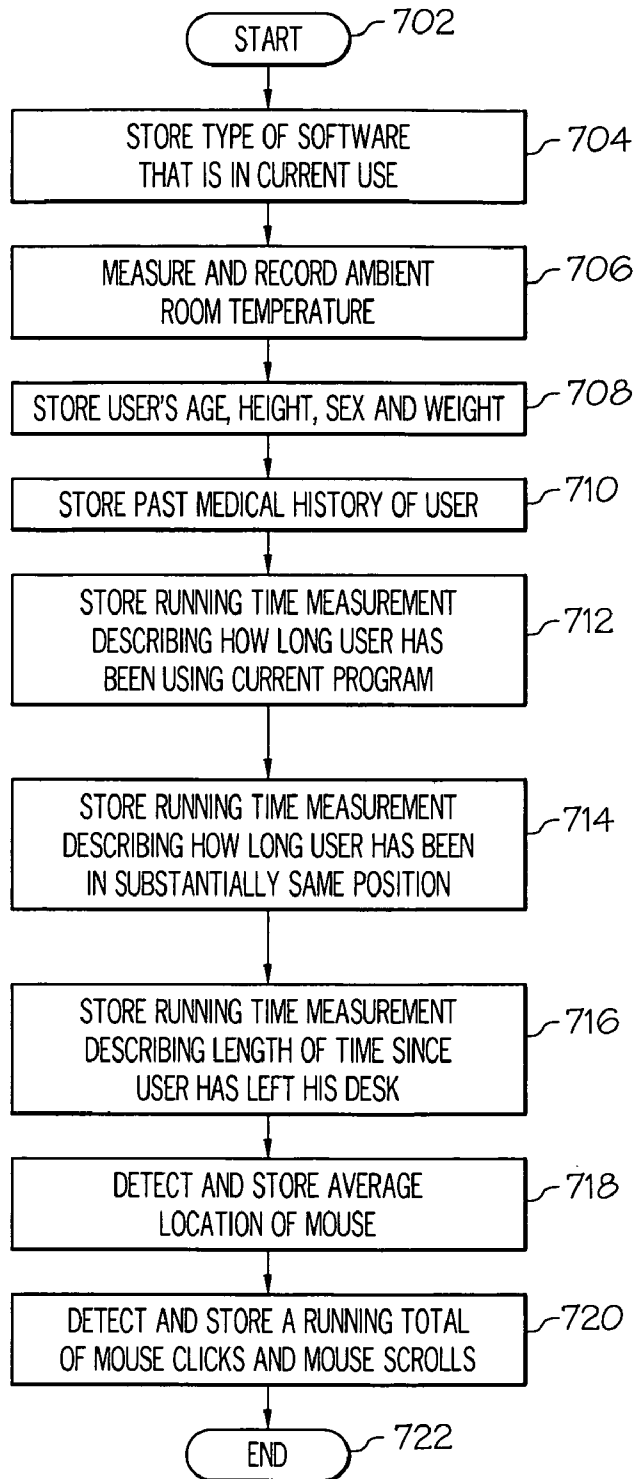 START
702
STORE TYPE OF SOFTWARE
THAT IS IN CURRENT USE
704
MEASURE AND RECORD AMBIENT
ROOM TEMPERATURE
706
STORE USER'S AGE, HEIGHT, SEX AND WEIGHT
708
STORE PAST MEDICAL HISTORY OF USER
710
STORE RUNNING TIME MEASUREMENT
DESCRIBING HOW LONG USER HAS
BEEN USING CURRENT PROGRAM
712
STORE RUNNING TIME MEASUREMENT
DESCRIBING HOW LONG USER HAS BEEN
IN SUBSTANTIALLY SAME POSITION
714
STORE RUNNING TIME MEASUREMENT
DESCRIBING LENGTH OF TIME SINCE
USER HAS LEFT HIS DESK
716
DETECT AND STORE AVERAGE
LOCATION OF MOUSE
718
DETECT AND STORE A RUNNING TOTAL
OF MOUSE CLICKS AND MOUSE SCROLLS
720
END
722